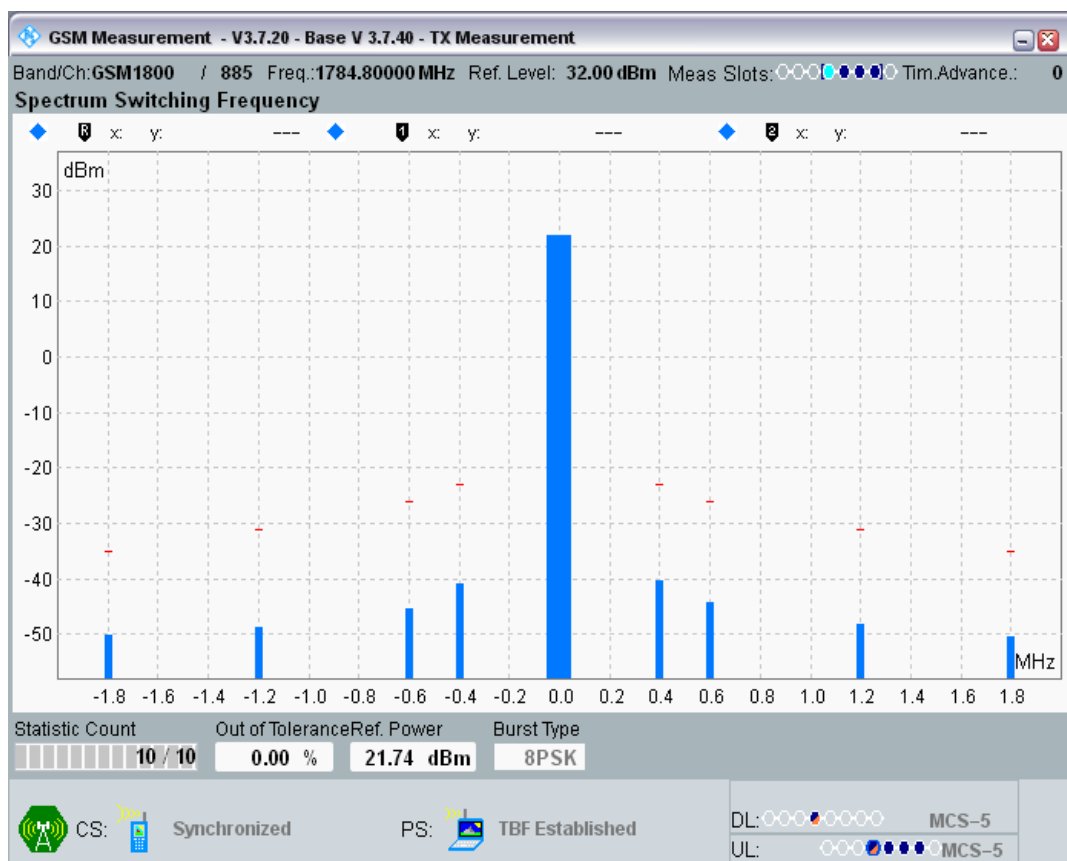 GSM Measurement - V3.7.20 - Base V 3.7.40 - TX Measurement
Band/Ch:GSM1800 / 885 Freq.:1784.80000 MHz Ref. Level: 32.00 dBm Meas Slots: Tim.Advance.: 0
Spectrum Switching Frequency
R x: y: --- 1 x: y: --- 2 x: y: ---
dBm
30
20
10
0
-10
-20
-30
-40
-50
MHz
-1.8 -1.6 -1.4 -1.2 -1.0 -0.8 -0.6 -0.4 -0.2 0.0 0.2 0.4 0.6 0.8 1.0 1.2 1.4 1.6 1.8
Statistic Count Out of Tolerance Ref. Power Burst Type
10 / 10 0.00 % 21.74 dBm 8PSK
CS: Synchronized PS: TBF Established
DL: MCS-5
UL: MCS-5